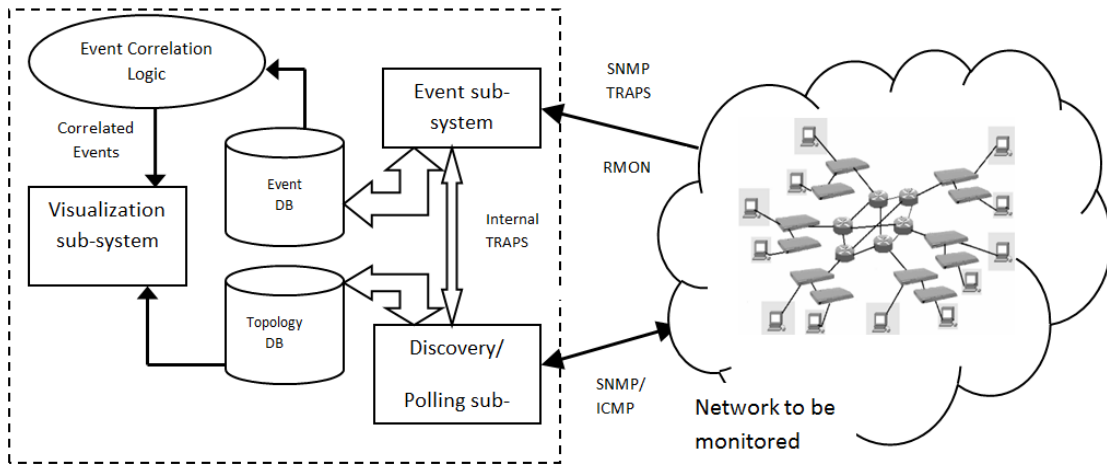 Event Correlation
Logic
Correlated
Events
Visualization
sub-system
Event
DB
Topology
DB
Event sub-
system
Internal
TRAPS
Discovery/
Polling sub-
SNMP
TRAPS
RMON
SNMP/
ICMP
Network to be
monitored